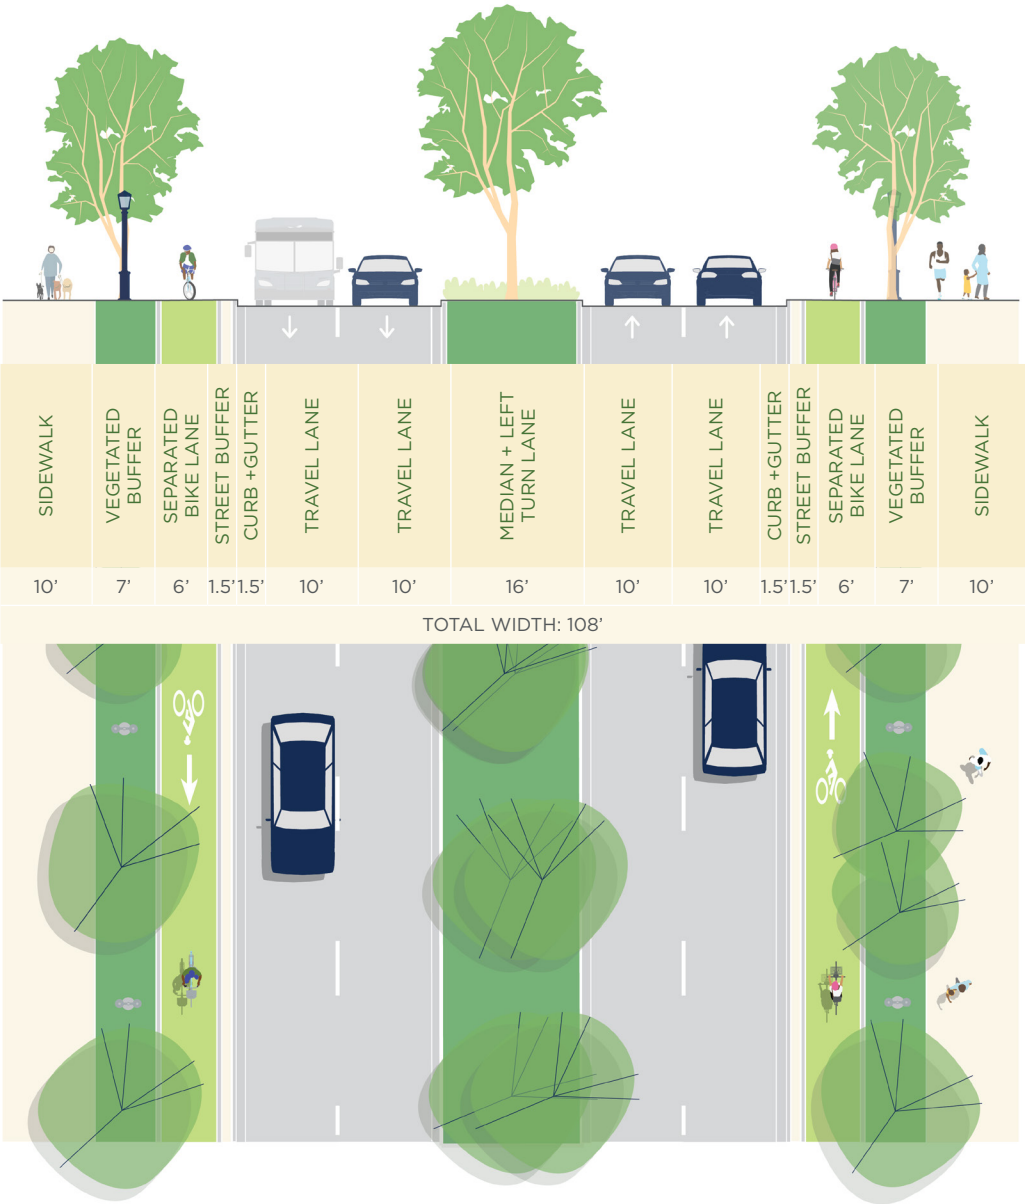 SIDEWALK
VEGETATED
BUFFER
SEPARATED
BIKE LANE
STREET BUFFER
CURB +GUTTER
TRAVEL LANE
TRAVEL LANE
MEDIAN + LEFT
TURN LANE
TRAVEL LANE
TRAVEL LANE
CURB +GUTTER
STREET BUFFER
SEPARATED
BIKE LANE
VEGETATED
BUFFER
SIDEWALK
10' 7' 6' 1.5' 1.5' 10' 10' 16' 10' 10' 1.5' 1.5' 6' 7' 10'
TOTAL WIDTH: 108'